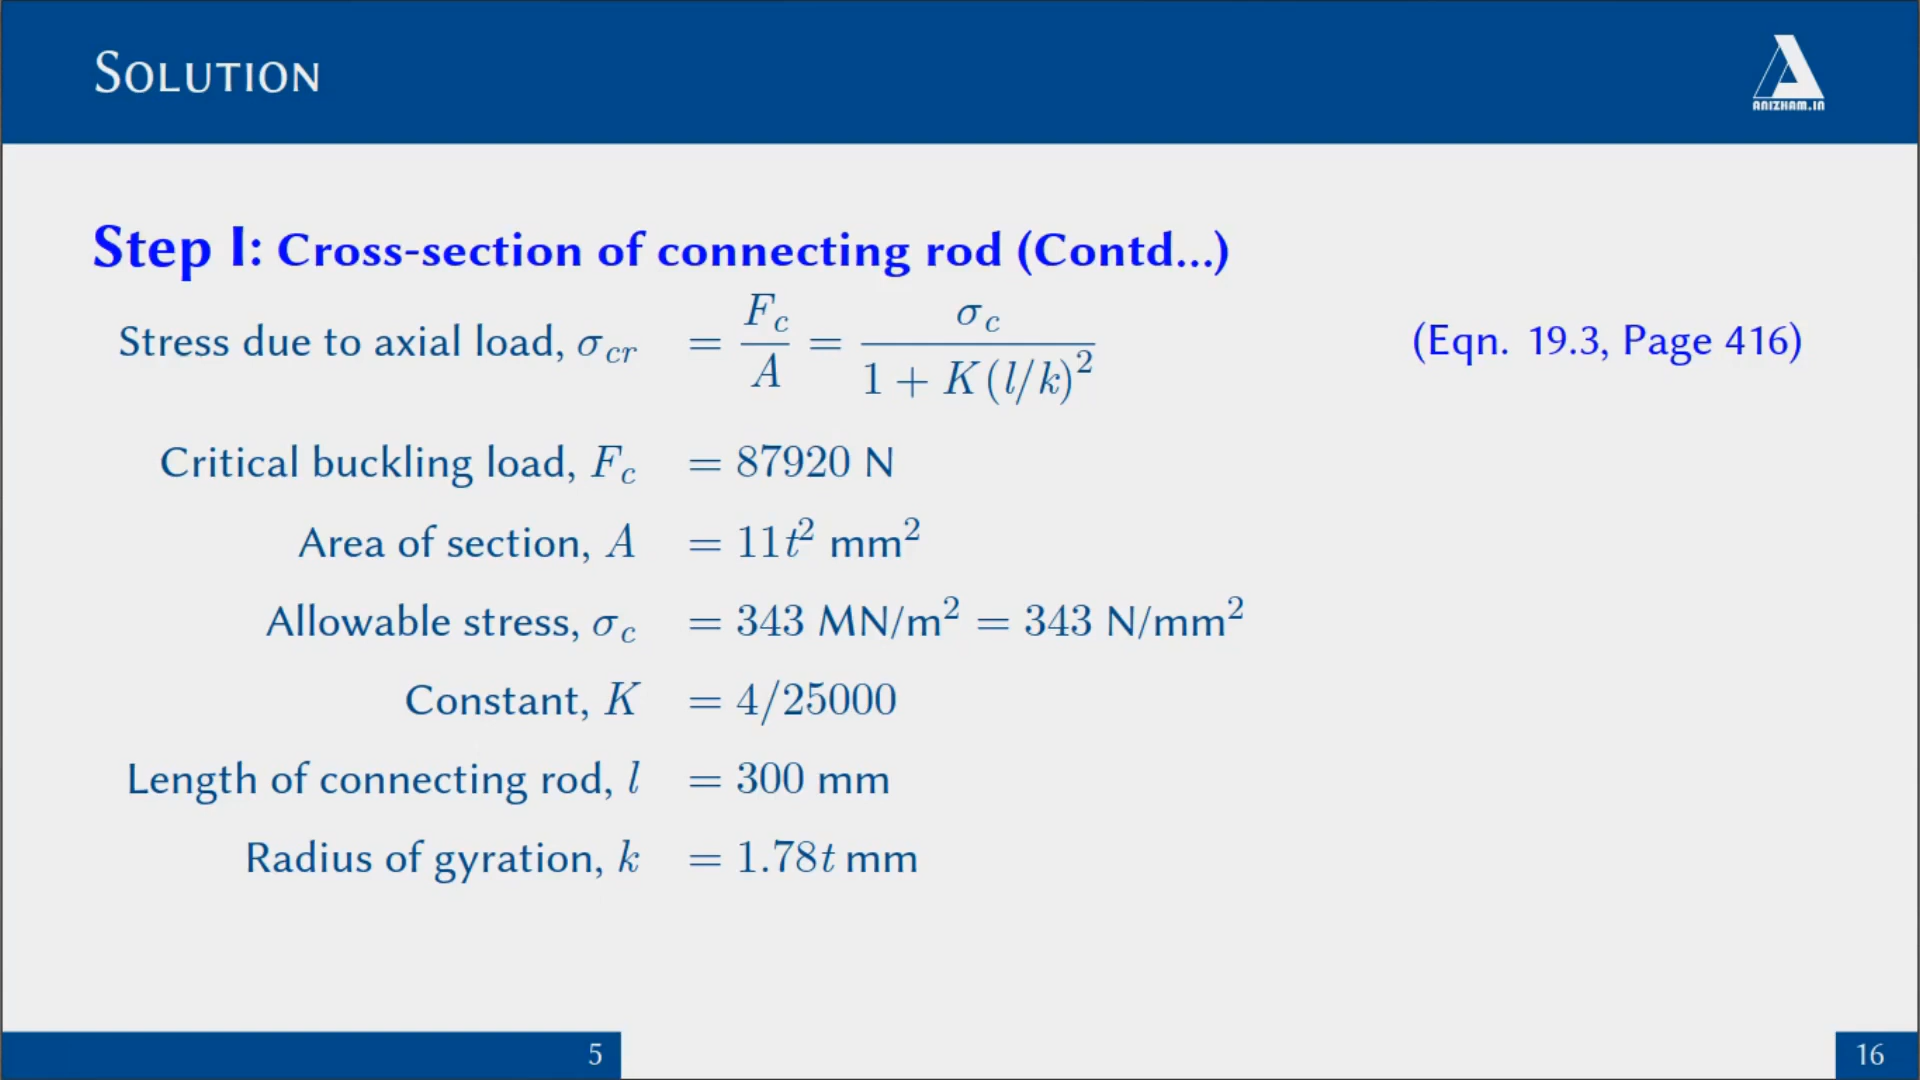 SOLUTION
ANIZHAM.IN
Step I: Cross-section of connecting rod (Contd...)
Stress due to axial load, σ_cr = F_c/A = σ_c/(1 + K(l/k)²) (Eqn. 19.3, Page 416)
Critical buckling load, F_c = 87920 N
Area of section, A = 11t² mm²
Allowable stress, σ_c = 343 MN/m² = 343 N/mm²
Constant, K = 4/25000
Length of connecting rod, l = 300 mm
Radius of gyration, k = 1.78t mm
5
16